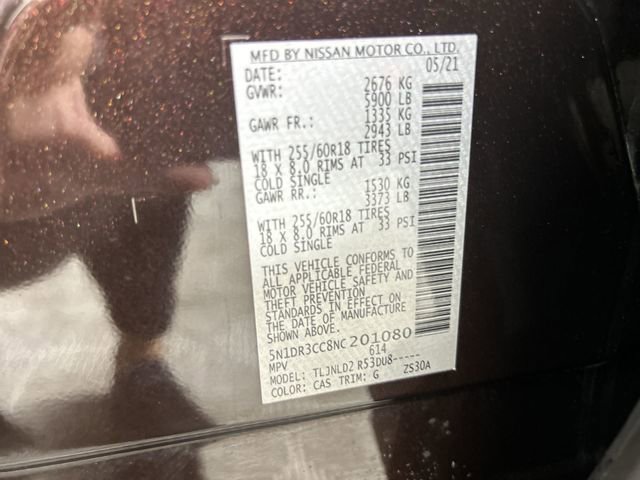 MFD BY NISSAN MOTOR CO., LTD.
DATE: 05/21
GVWR: 2676 KG
5900 LB
GAWR FR.: 1335 KG
2943 LB
WITH 255/60R18 TIRES
18 X 8.0 RIMS AT 33 PSI
COLD SINGLE
GAWR RR.: 1530 KG
3373 LB
WITH 255/60R18 TIRES
18 X 8.0 RIMS AT 33 PSI
COLD SINGLE
THIS VEHICLE CONFORMS TO
ALL APPLICABLE FEDERAL
MOTOR VEHICLE SAFETY AND
THEFT PREVENTION
STANDARDS IN EFFECT ON
THE DATE OF MANUFACTURE
SHOWN ABOVE.
5N1DR3CC8NC201080
MPV 614
MODEL: TLJNLD2 R53DU8-----
COLOR: CAS TRIM: G ZS30A